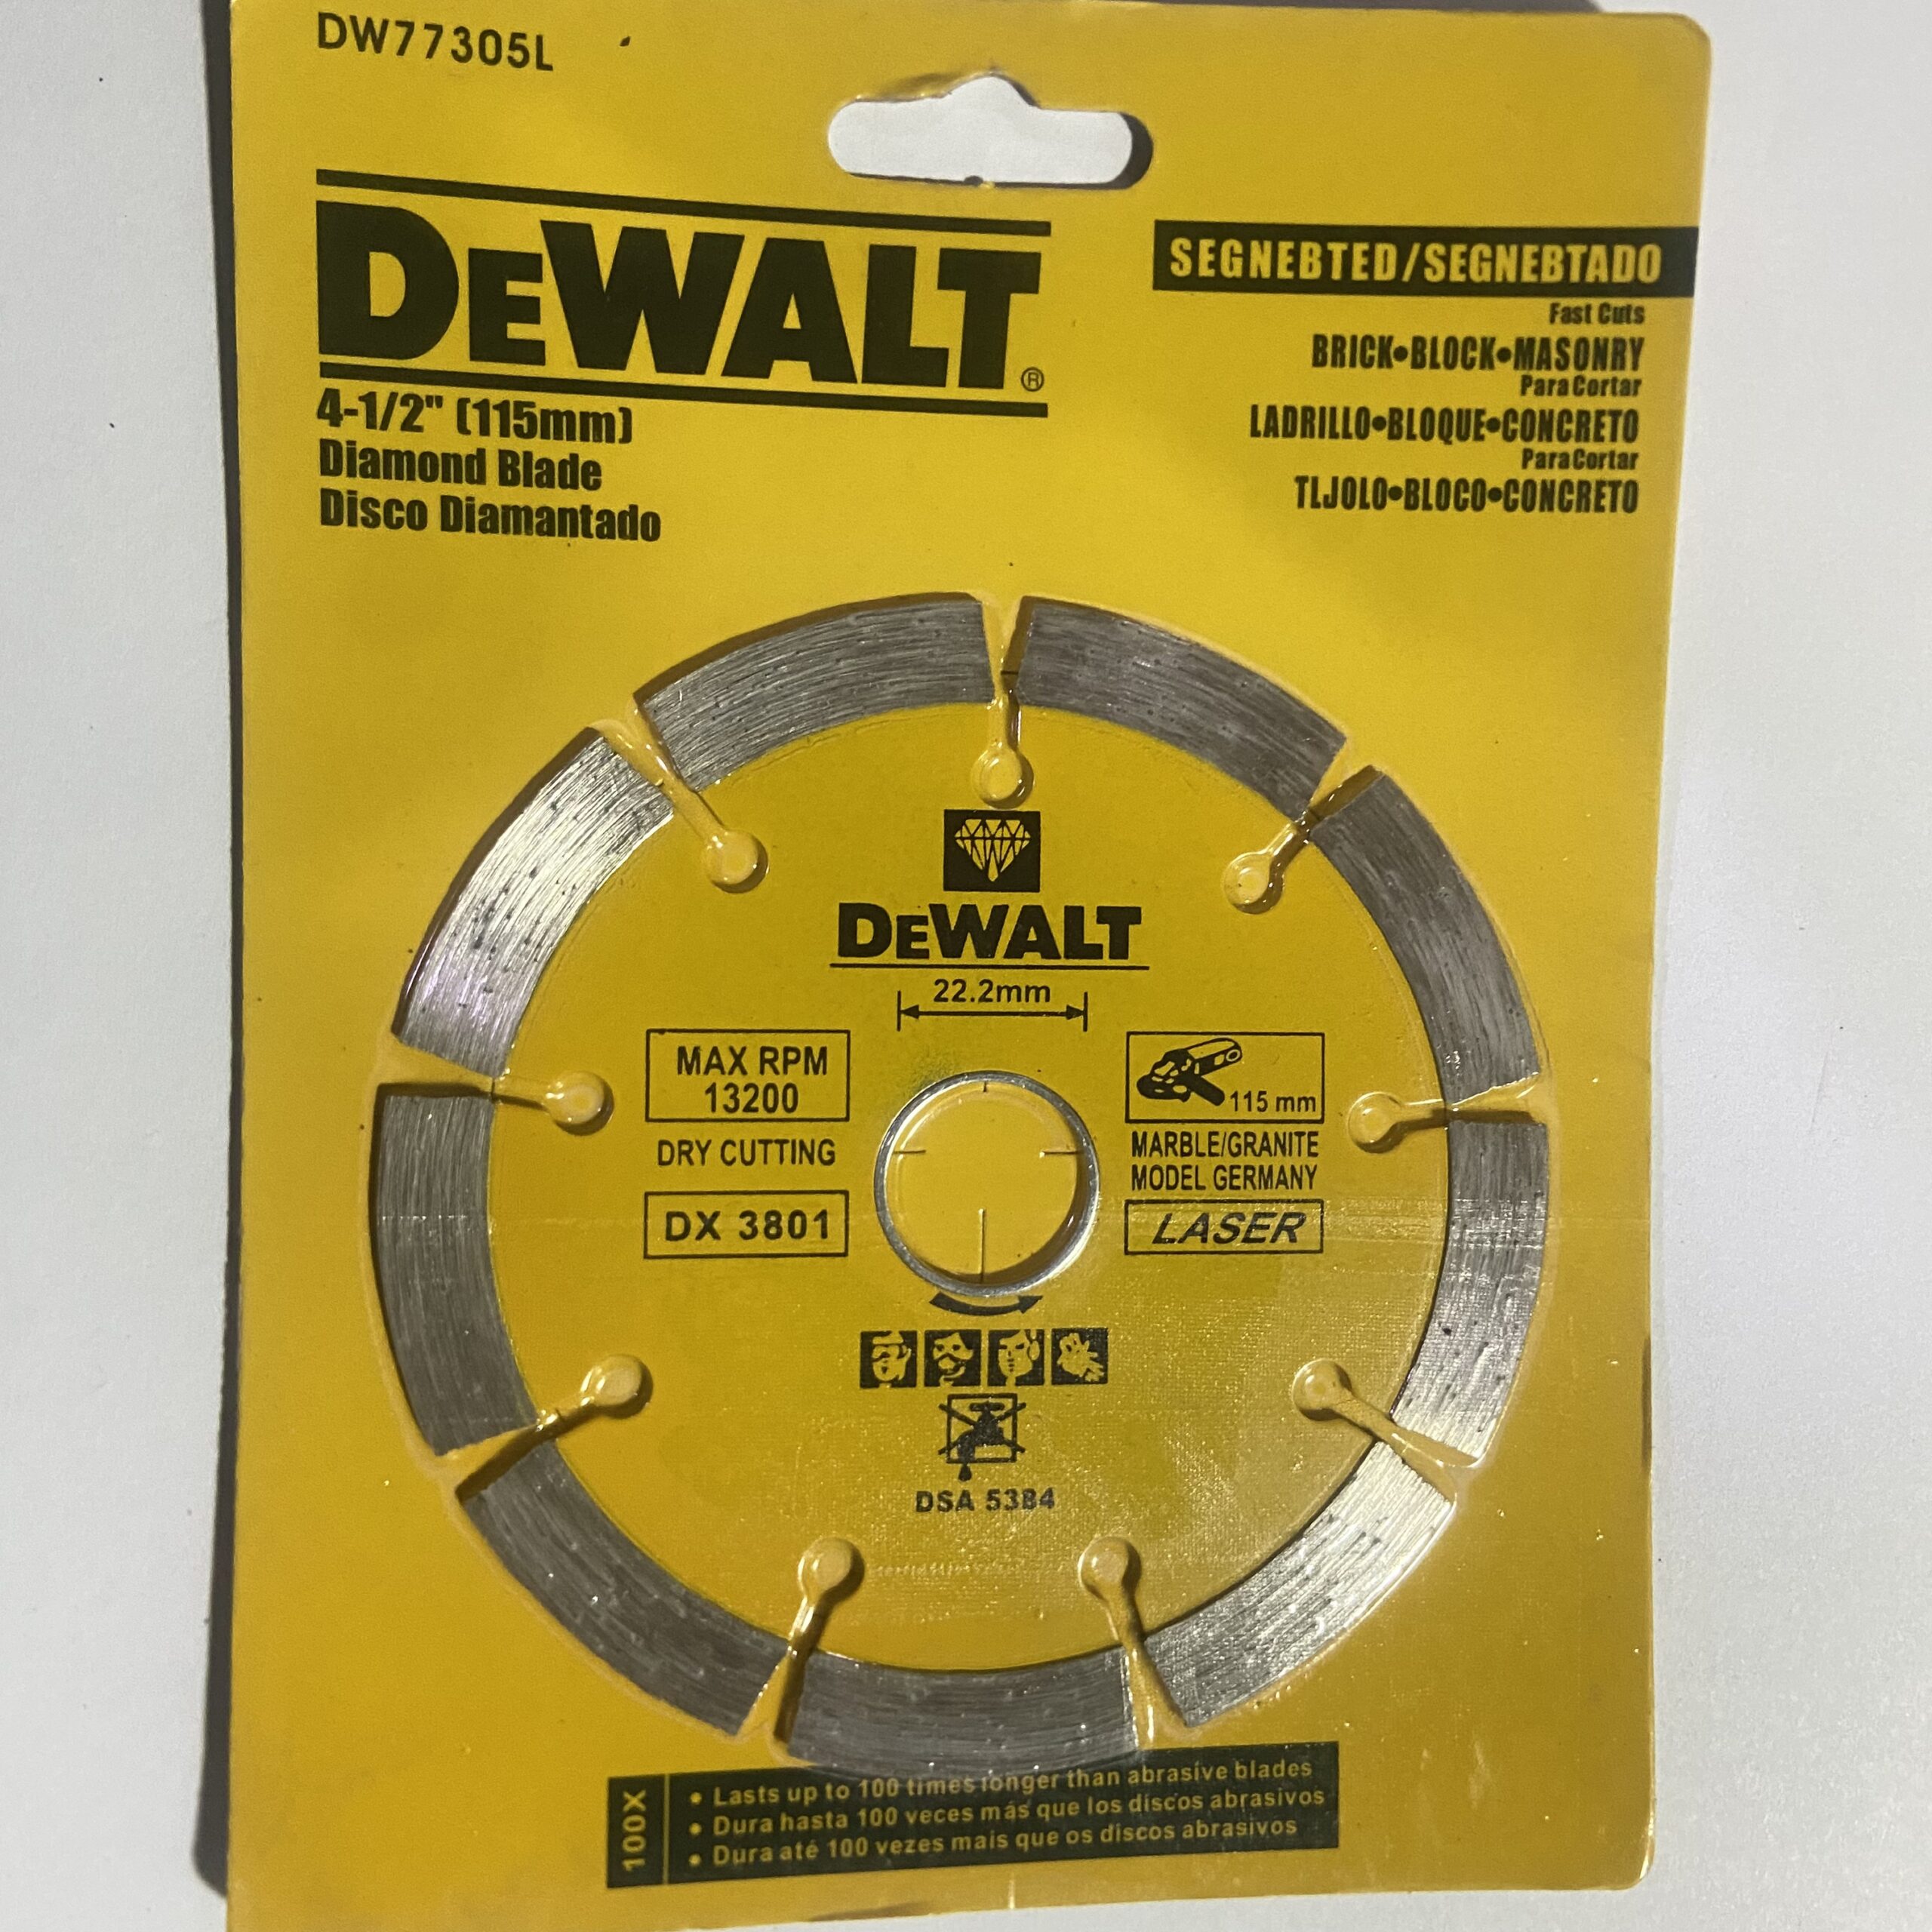 DW77305L
DEWALT®
4-1/2" (115mm)
Diamond Blade
Disco Diamantado
SEGNEBTED/SEGNEBTADO
Fast Cuts
BRICK•BLOCK•MASONRY
Para Cortar
LADRILLO•BLOQUE•CONCRETO
Para Cortar
TLJOLO•BLOCO•CONCRETO
DEWALT
22.2mm
MAX RPM
13200
DRY CUTTING
DX 3801
115 mm
MARBLE/GRANITE
MODEL GERMANY
LASER
DSA 5384
100X
• Lasts up to 100 times longer than abrasive blades
• Dura hasta 100 veces más que los discos abrasivos
• Dura até 100 vezes mais que os discos abrasivos